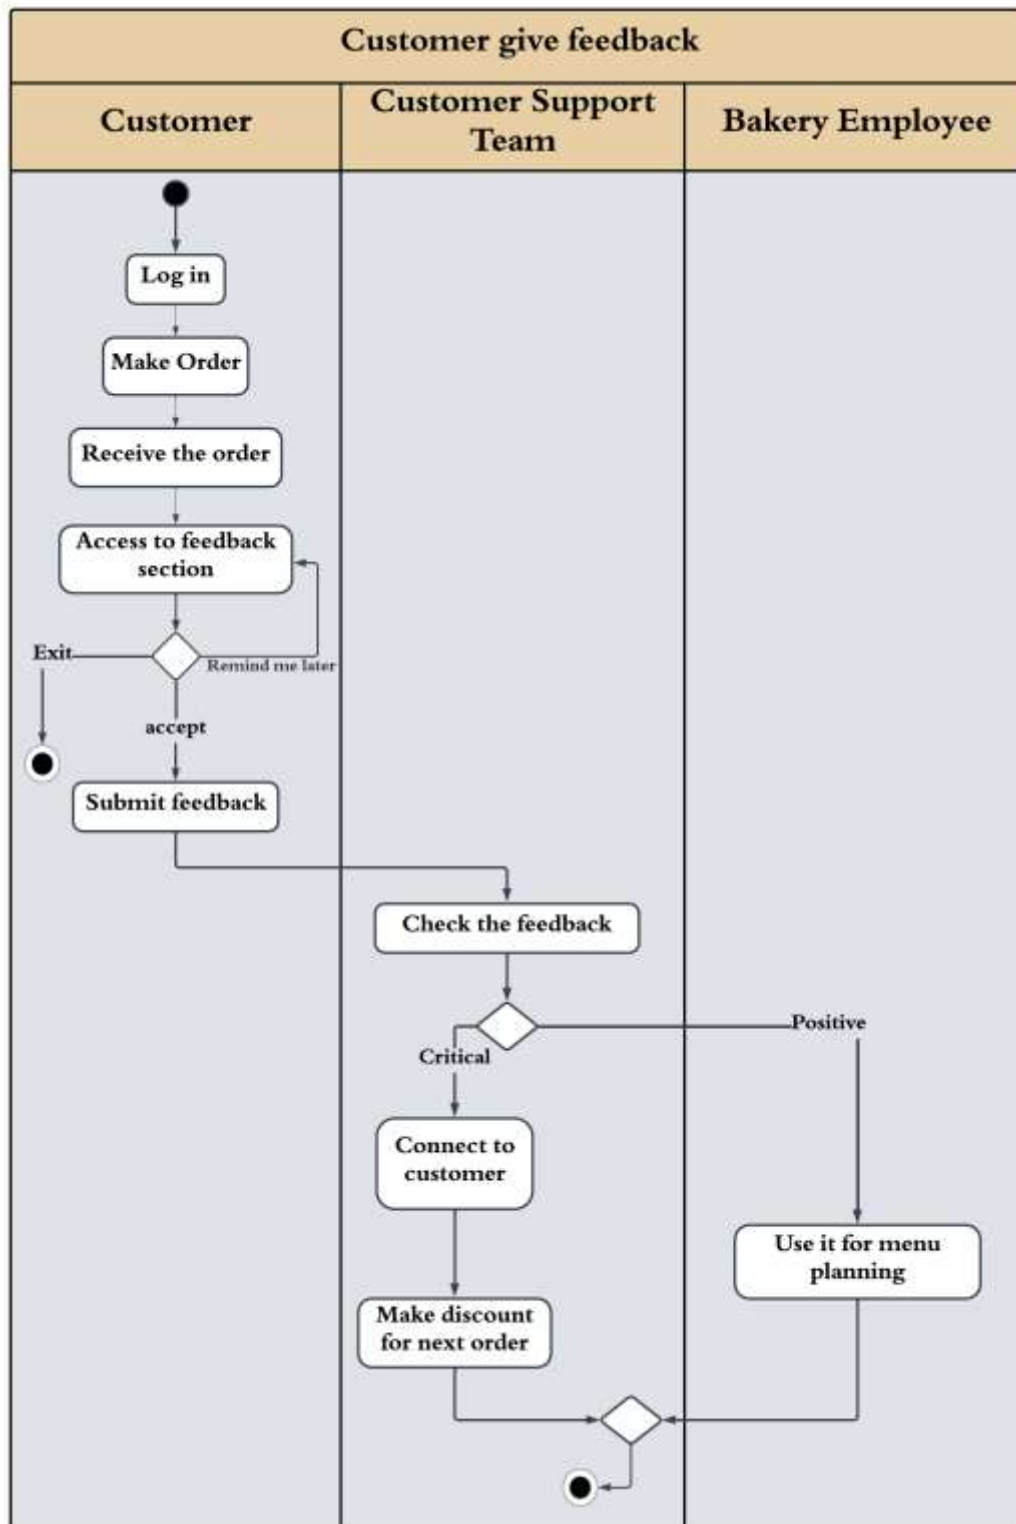 Customer give feedback
Customer
Customer Support
Team
Bakery Employee
Log in
Make Order
Receive the order
Access to feedback
section
Exit
Remind me later
accept
Submit feedback
Check the feedback
Positive
Critical
Connect to
customer
Use it for menu
planning
Make discount
for next order